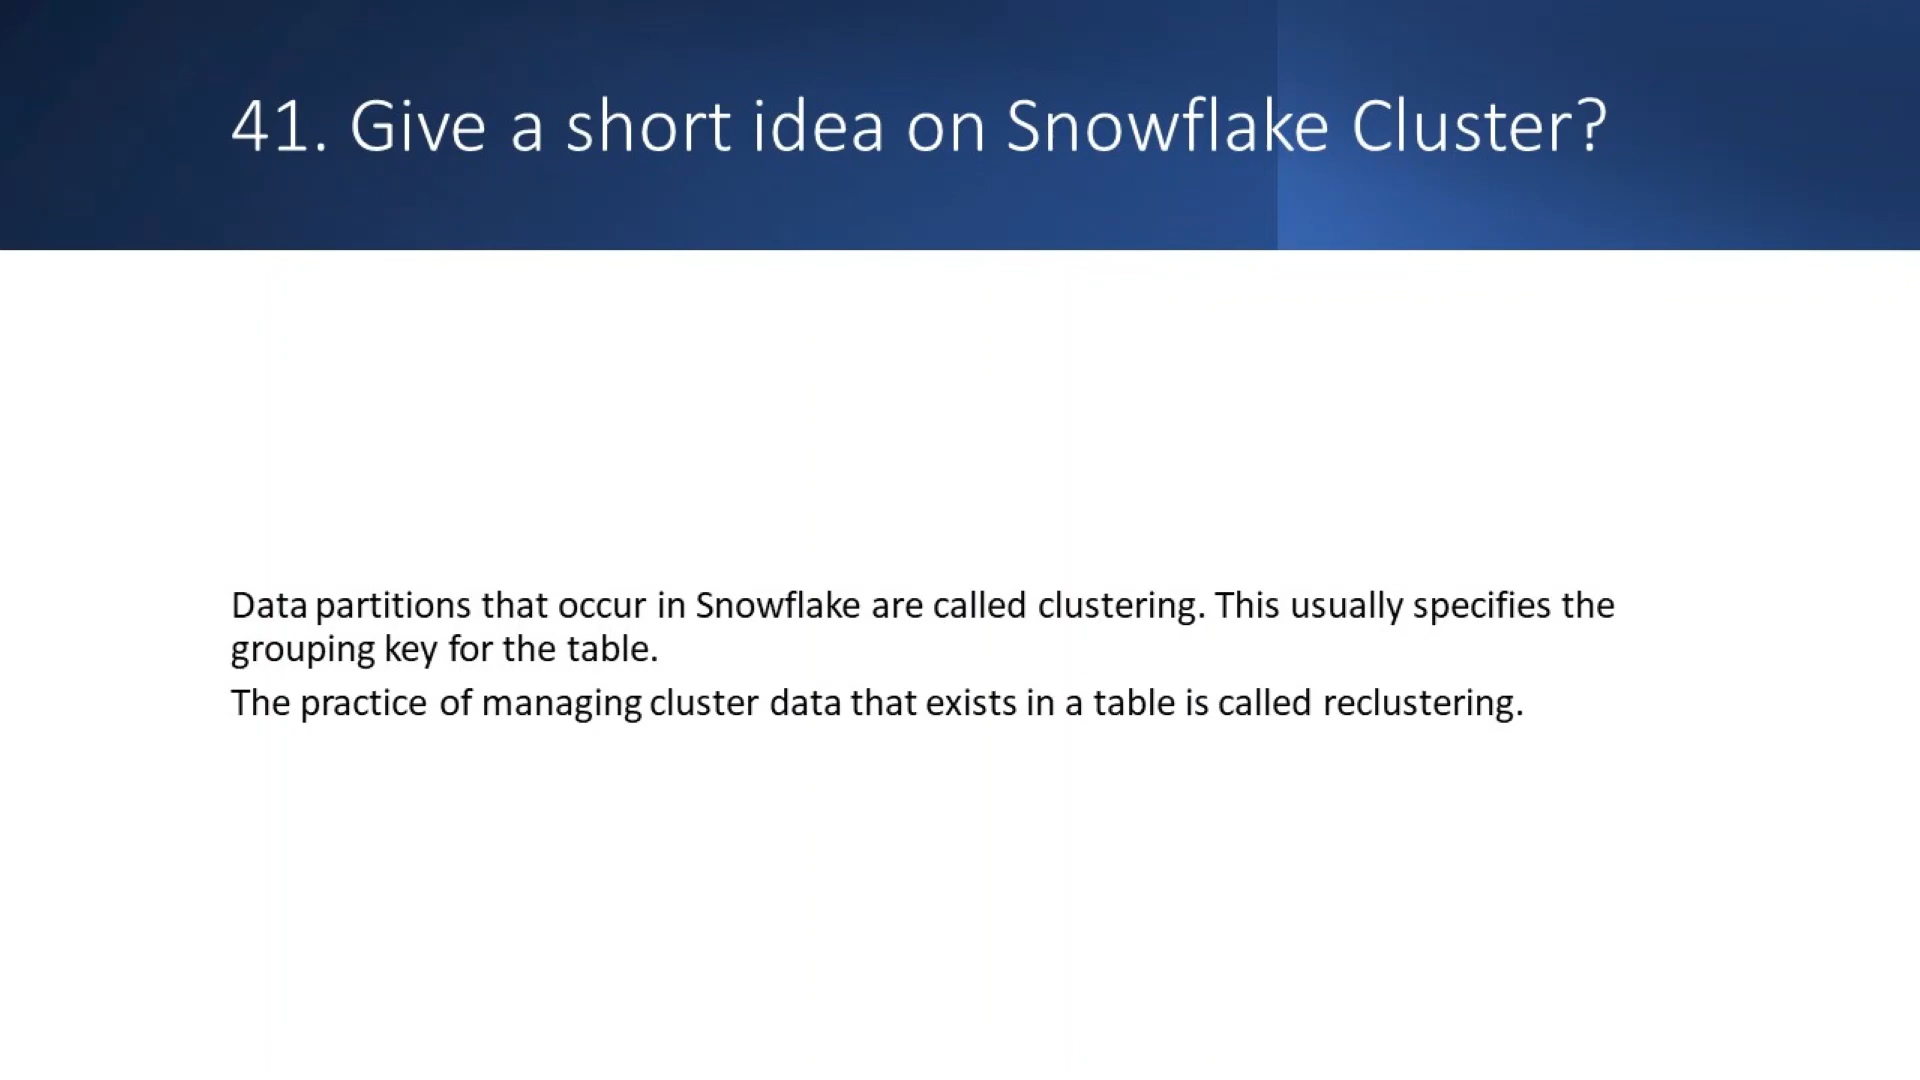 41. Give a short idea on Snowflake Cluster?
Data partitions that occur in Snowflake are called clustering. This usually specifies the
grouping key for the table.
The practice of managing cluster data that exists in a table is called reclustering.